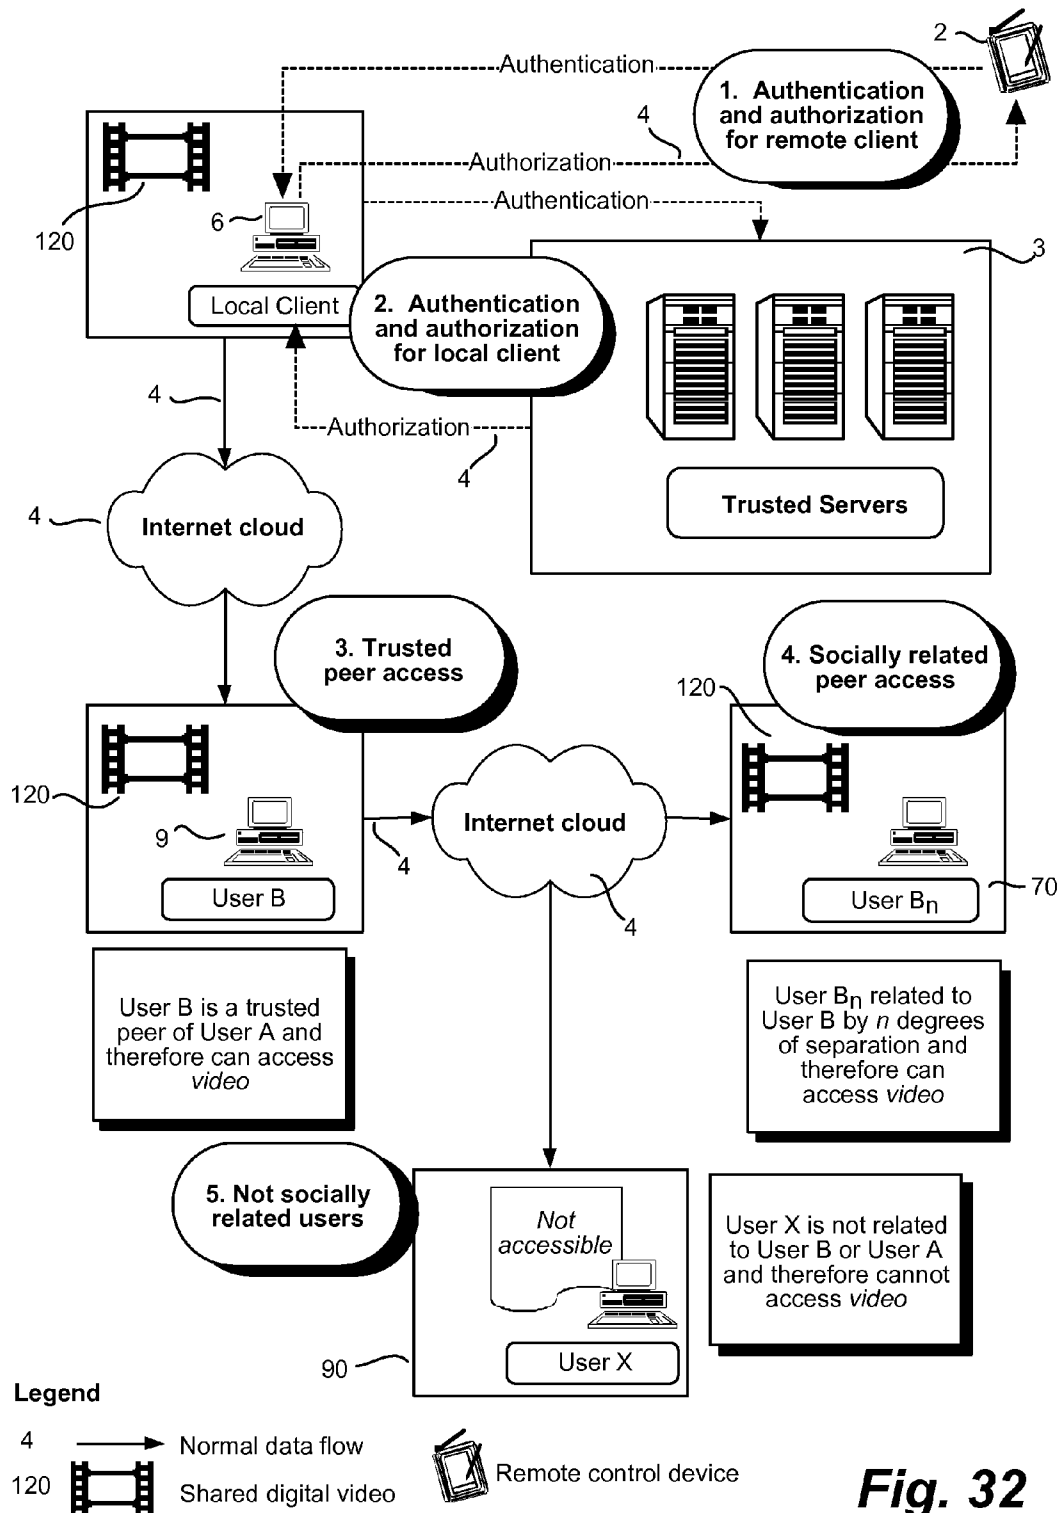 2
Authentication
1. Authentication
and authorization
for remote client
4
Authorization
Authentication
120
6
3
Local Client
2. Authentication
and authorization
for local client
4
Authorization
4
Trusted Servers
4
Internet cloud
3. Trusted
peer access
4. Socially related
peer access
120
120
9
User B
4
Internet cloud
4
70
User Bn
User B is a trusted
peer of User A and
therefore can access
video
User Bn related to
User B by n degrees
of separation and
therefore can
access video
5. Not socially
related users
Not
accessible
User X
90
User X is not related
to User B or User A
and therefore cannot
access video
Legend
4
Normal data flow
120
Shared digital video
Remote control device
Fig. 32